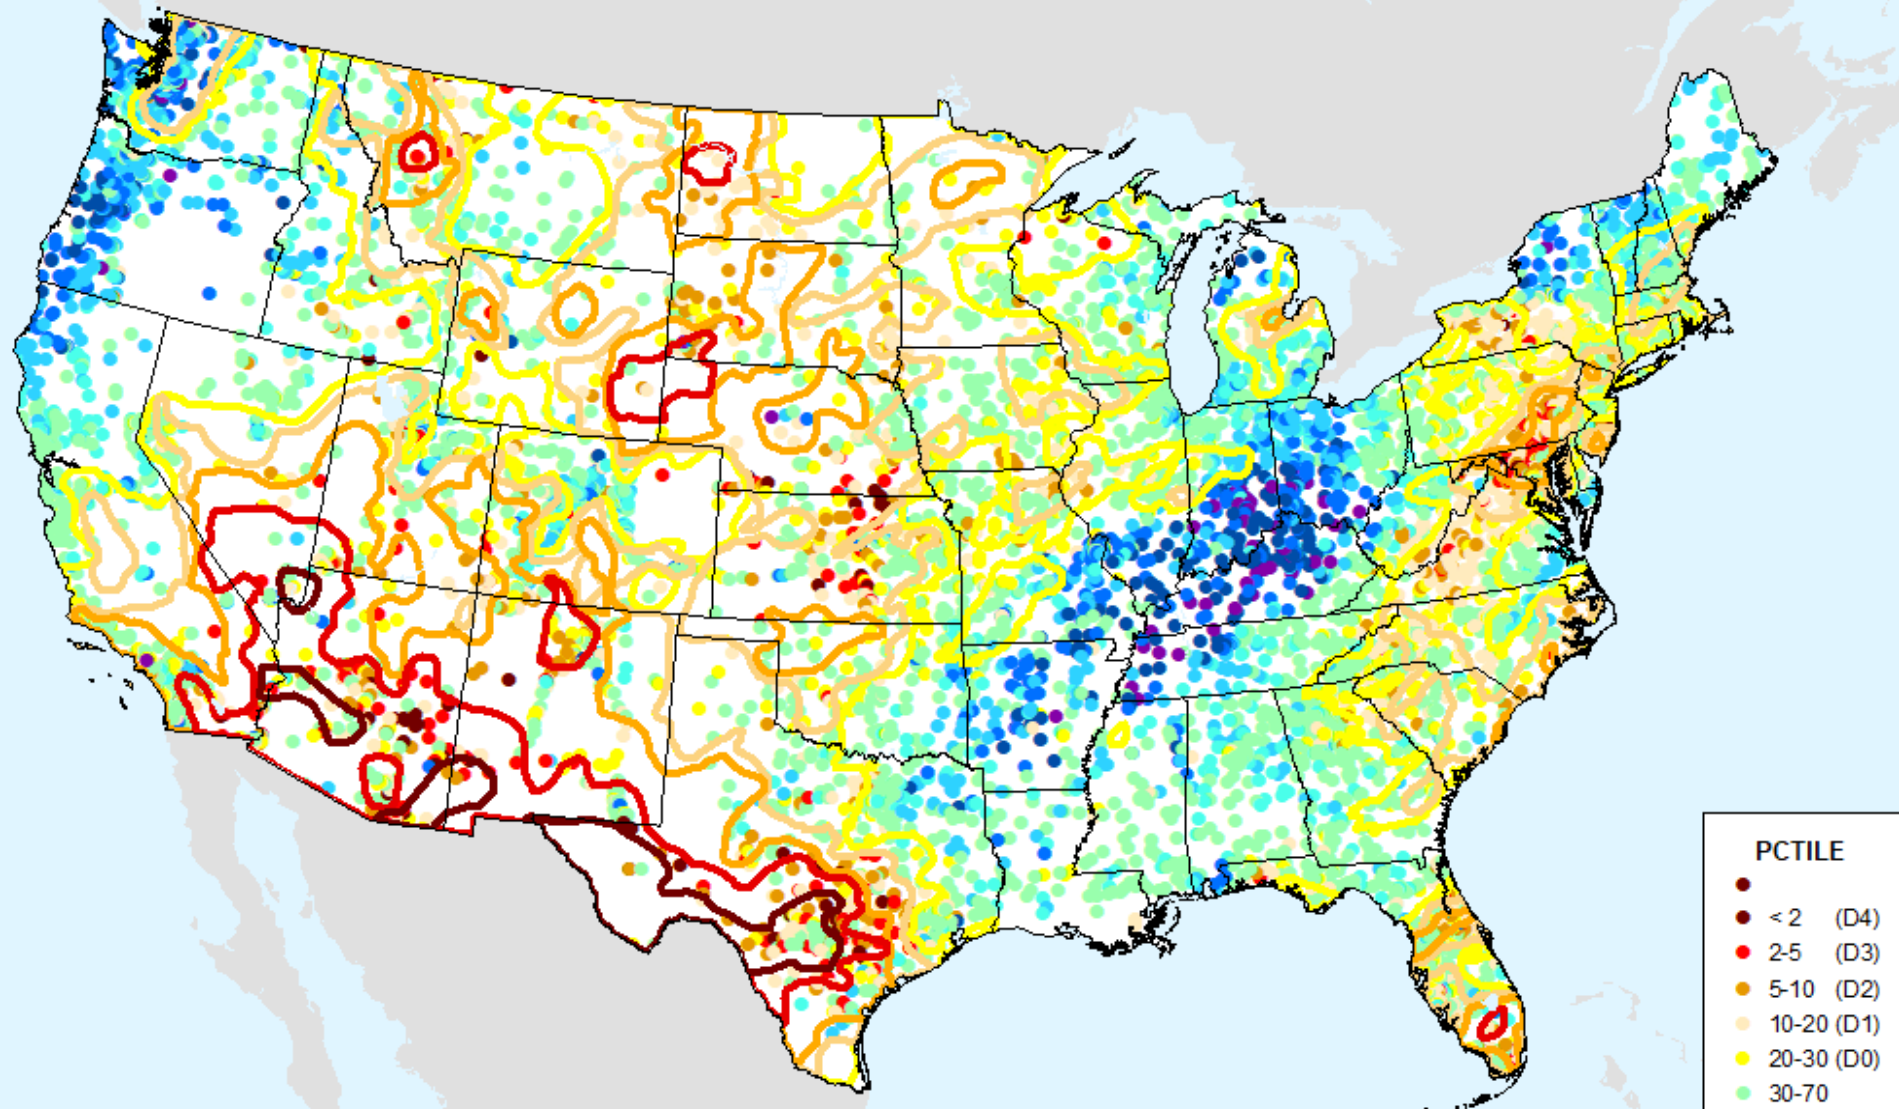 PCTILE
< 2 (D4)
2-5 (D3)
5-10 (D2)
10-20 (D1)
20-30 (D0)
30-70